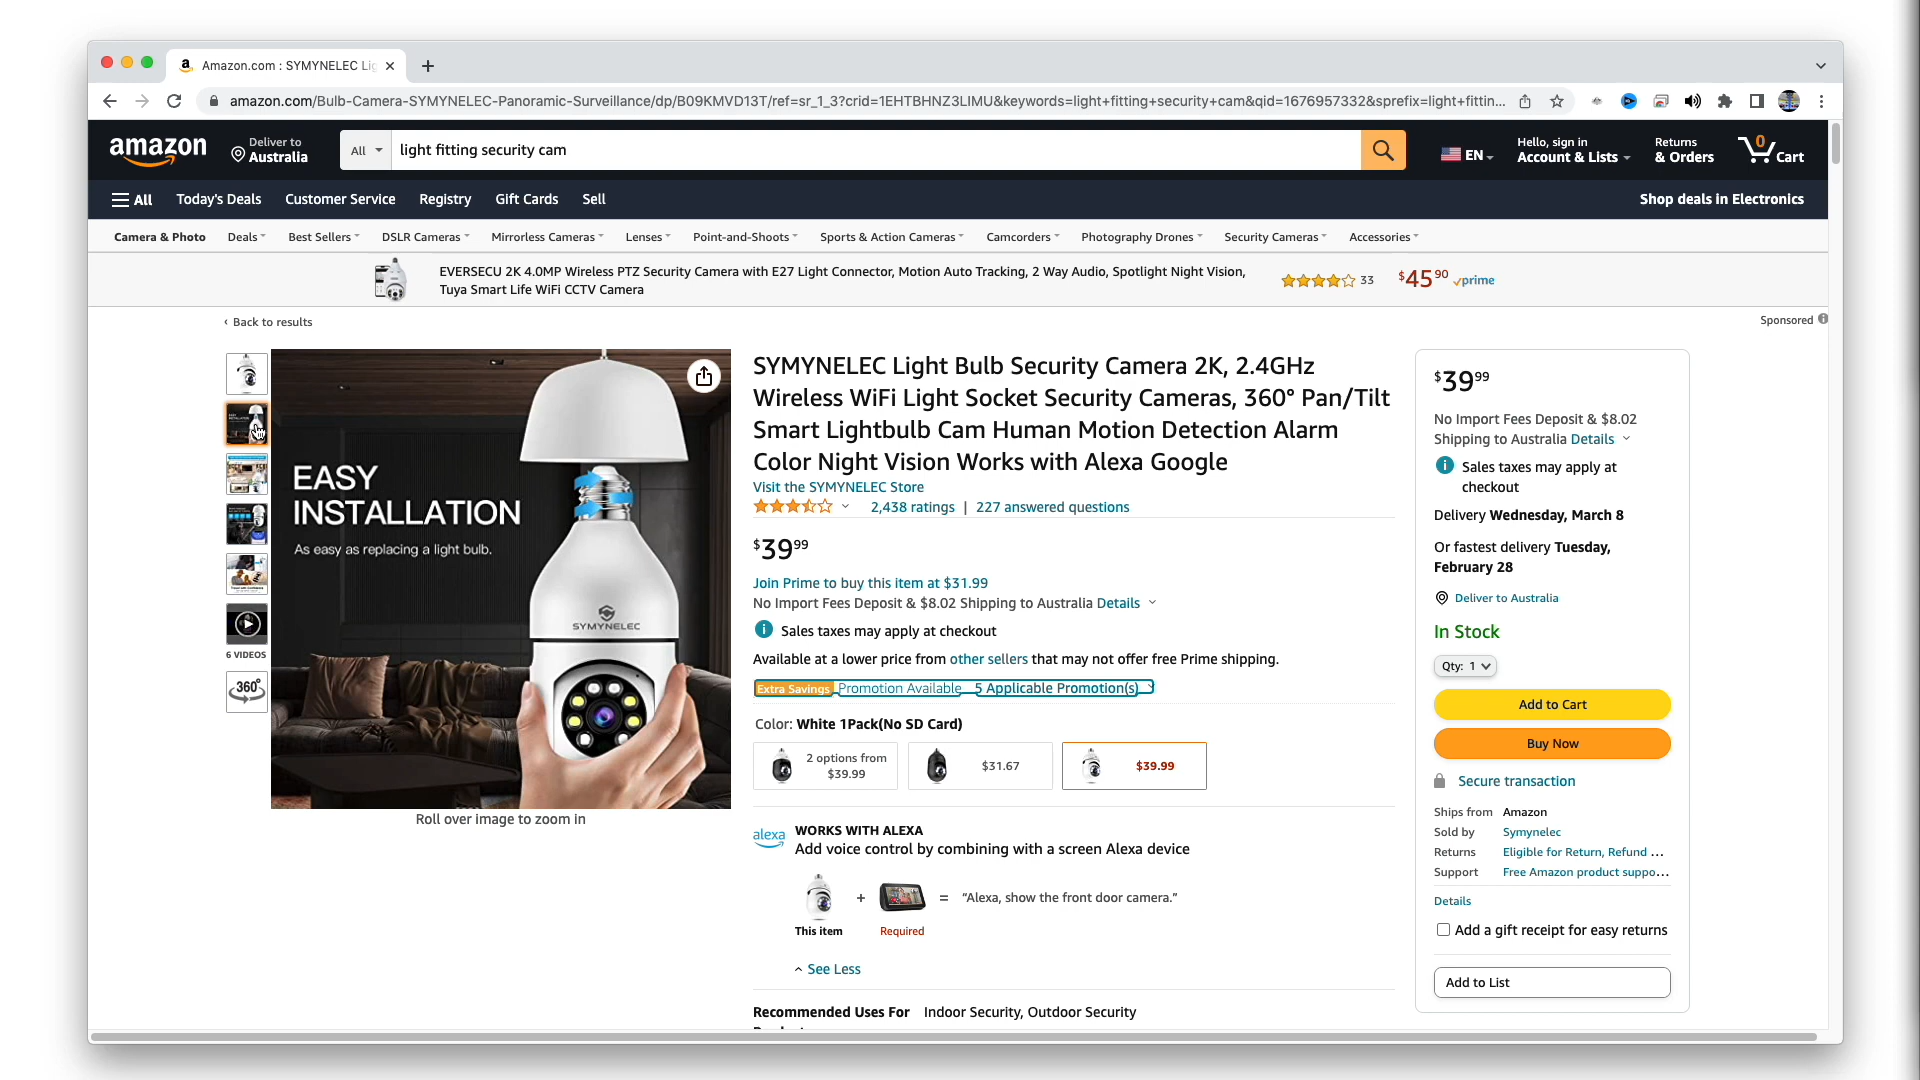 Amazon.com : SYMYNELEC Lig
amazon.com/Bulb-Camera-SYMYNELEC-Panoramic-Surveillance/dp/B09KMVD13T/ref=sr_1_3?crid=1EHTBHNZ3LIMU&keywords=light+fitting+security+cam&qid=1676957332&sprefix=light+fittin...
amazon
Deliver to
Australia
All
light fitting security cam
EN
Hello, sign in
Account & Lists
Returns
& Orders
0
Cart
All
Today's Deals
Customer Service
Registry
Gift Cards
Sell
Shop deals in Electronics
Camera & Photo
Deals
Best Sellers
DSLR Cameras
Mirrorless Cameras
Lenses
Point-and-Shoots
Sports & Action Cameras
Camcorders
Photography Drones
Security Cameras
Accessories
EVERSECU 2K 4.0MP Wireless PTZ Security Camera with E27 Light Connector, Motion Auto Tracking, 2 Way Audio, Spotlight Night Vision,
Tuya Smart Life WiFi CCTV Camera
33
$45 90
prime
‹ Back to results
Sponsored
EASY
INSTALLATION
As easy as replacing a light bulb.
SYMYNELEC
6 VIDEOS
360°
Roll over image to zoom in
SYMYNELEC Light Bulb Security Camera 2K, 2.4GHz
Wireless WiFi Light Socket Security Cameras, 360° Pan/Tilt
Smart Lightbulb Cam Human Motion Detection Alarm
Color Night Vision Works with Alexa Google
Visit the SYMYNELEC Store
2,438 ratings | 227 answered questions
$39 99
Join Prime to buy this item at $31.99
No Import Fees Deposit & $8.02 Shipping to Australia Details
Sales taxes may apply at checkout
Available at a lower price from other sellers that may not offer free Prime shipping.
Extra Savings Promotion Available 5 Applicable Promotion(s)
Color: White 1Pack(No SD Card)
2 options from
$39.99
$31.67
$39.99
alexa
WORKS WITH ALEXA
Add voice control by combining with a screen Alexa device
+
=
“Alexa, show the front door camera.”
This item
Required
See Less
Recommended Uses For
Indoor Security, Outdoor Security
$39 99
No Import Fees Deposit & $8.02
Shipping to Australia Details
Sales taxes may apply at
checkout
Delivery Wednesday, March 8
Or fastest delivery Tuesday,
February 28
Deliver to Australia
In Stock
Qty: 1
Add to Cart
Buy Now
Secure transaction
Ships from Amazon
Sold by Symynelec
Returns Eligible for Return, Refund ...
Support Free Amazon product suppo...
Details
Add a gift receipt for easy returns
Add to List